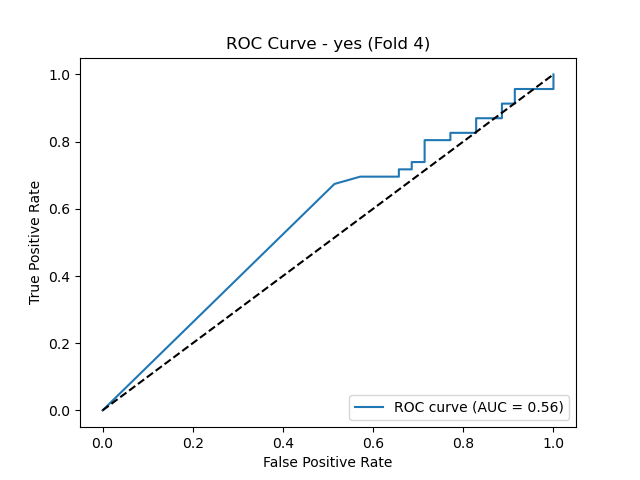 ROC Curve - yes (Fold 4)
1.0
0.8
0.6
0.4
0.2
0.0
True Positive Rate
ROC curve (AUC = 0.56)
0.0 0.2 0.4 0.6 0.8 1.0
False Positive Rate